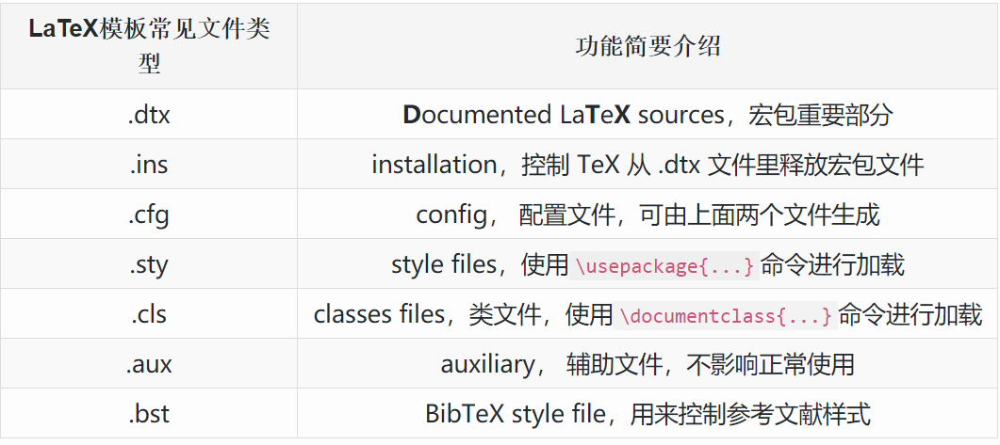 LaTeX模板常见文件类
型
功能简要介绍
.dtx
Documented LaTeX sources，宏包重要部分
.ins
installation，控制 TeX 从 .dtx 文件里释放宏包文件
.cfg
config， 配置文件，可由上面两个文件生成
.sty
style files，使用 \usepackage{...} 命令进行加载
.cls
classes files，类文件，使用 \documentclass{...} 命令进行加载
.aux
auxiliary， 辅助文件，不影响正常使用
.bst
BibTeX style file，用来控制参考文献样式